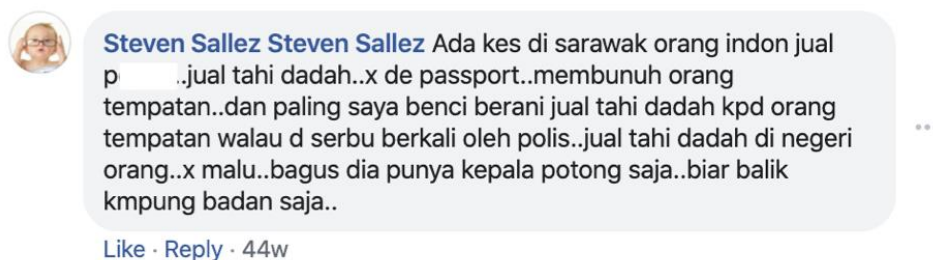 Steven Sallez Steven Sallez Ada kes di sarawak orang indon jual
p ..jual tahi dadah..x de passport..membunuh orang
tempatan..dan paling saya benci berani jual tahi dadah kpd orang
tempatan walau d serbu berkali oleh polis..jual tahi dadah di negeri
orang..x malu..bagus dia punya kepala potong saja..biar balik
kmpung badan saja..
Like · Reply · 44w